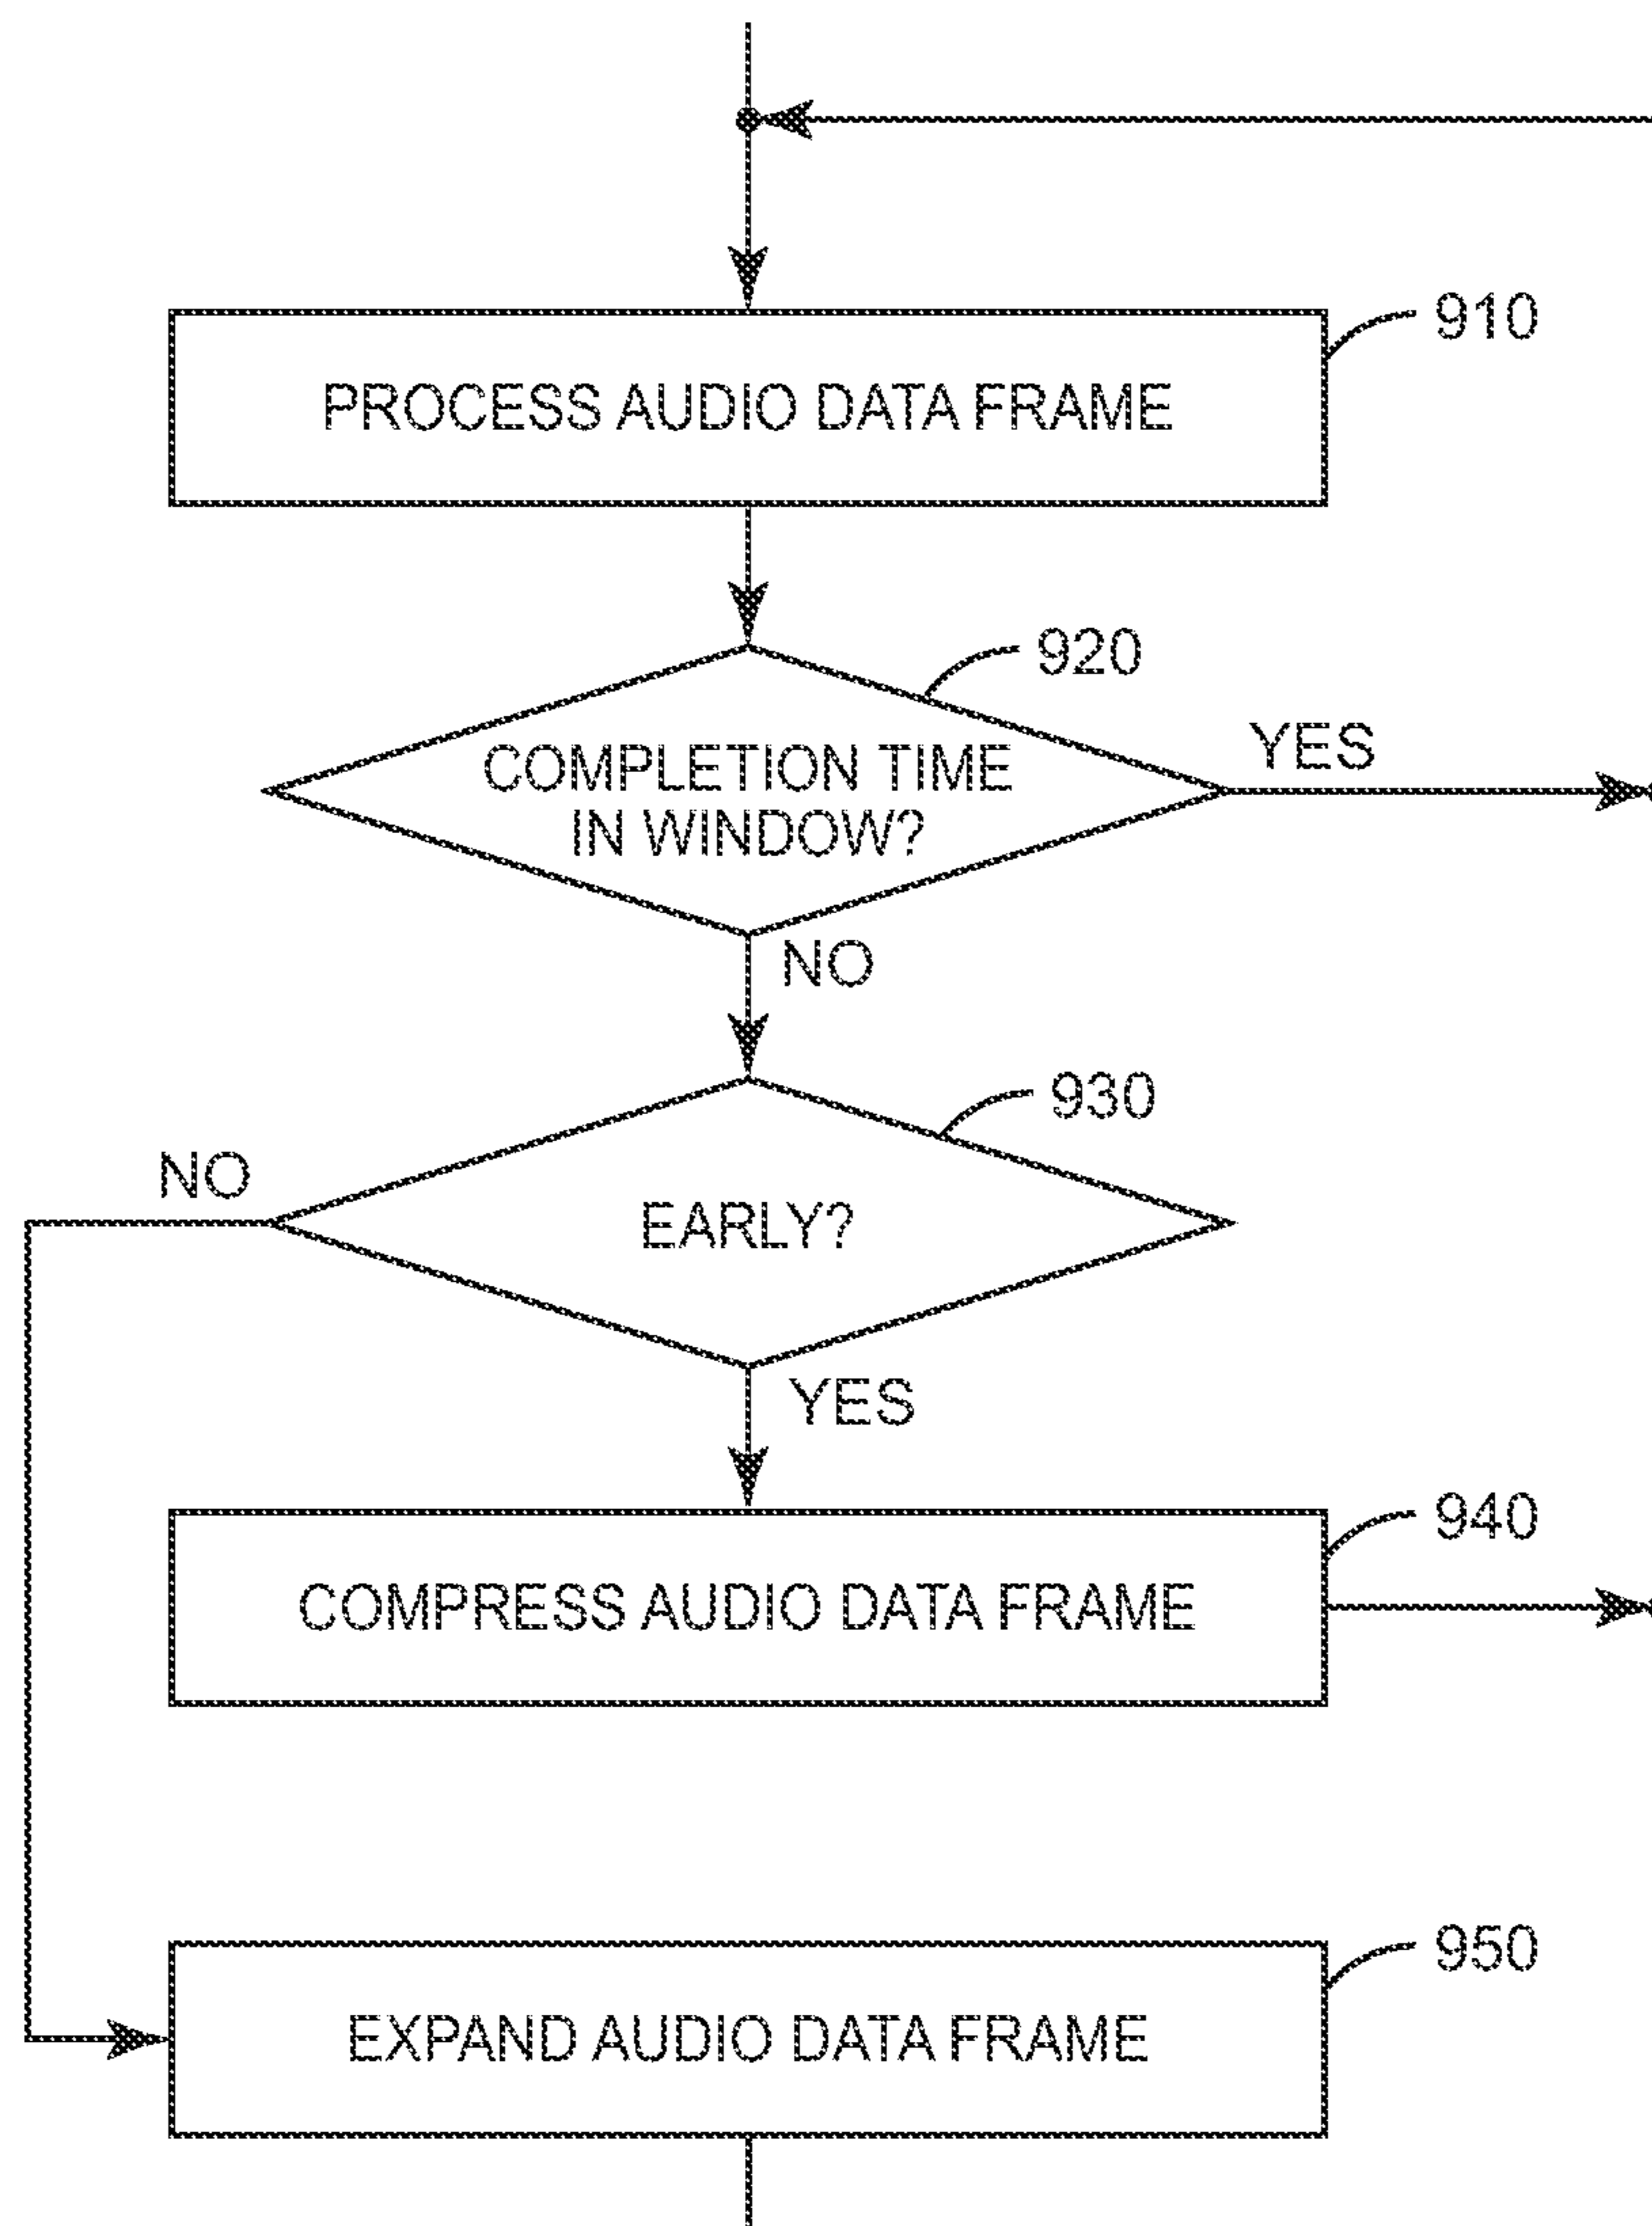 910
PROCESS AUDIO DATA FRAME
920
YES
COMPLETION TIME
IN WINDOW?
NO
930
NO
EARLY?
YES
940
COMPRESS AUDIO DATA FRAME
950
EXPAND AUDIO DATA FRAME